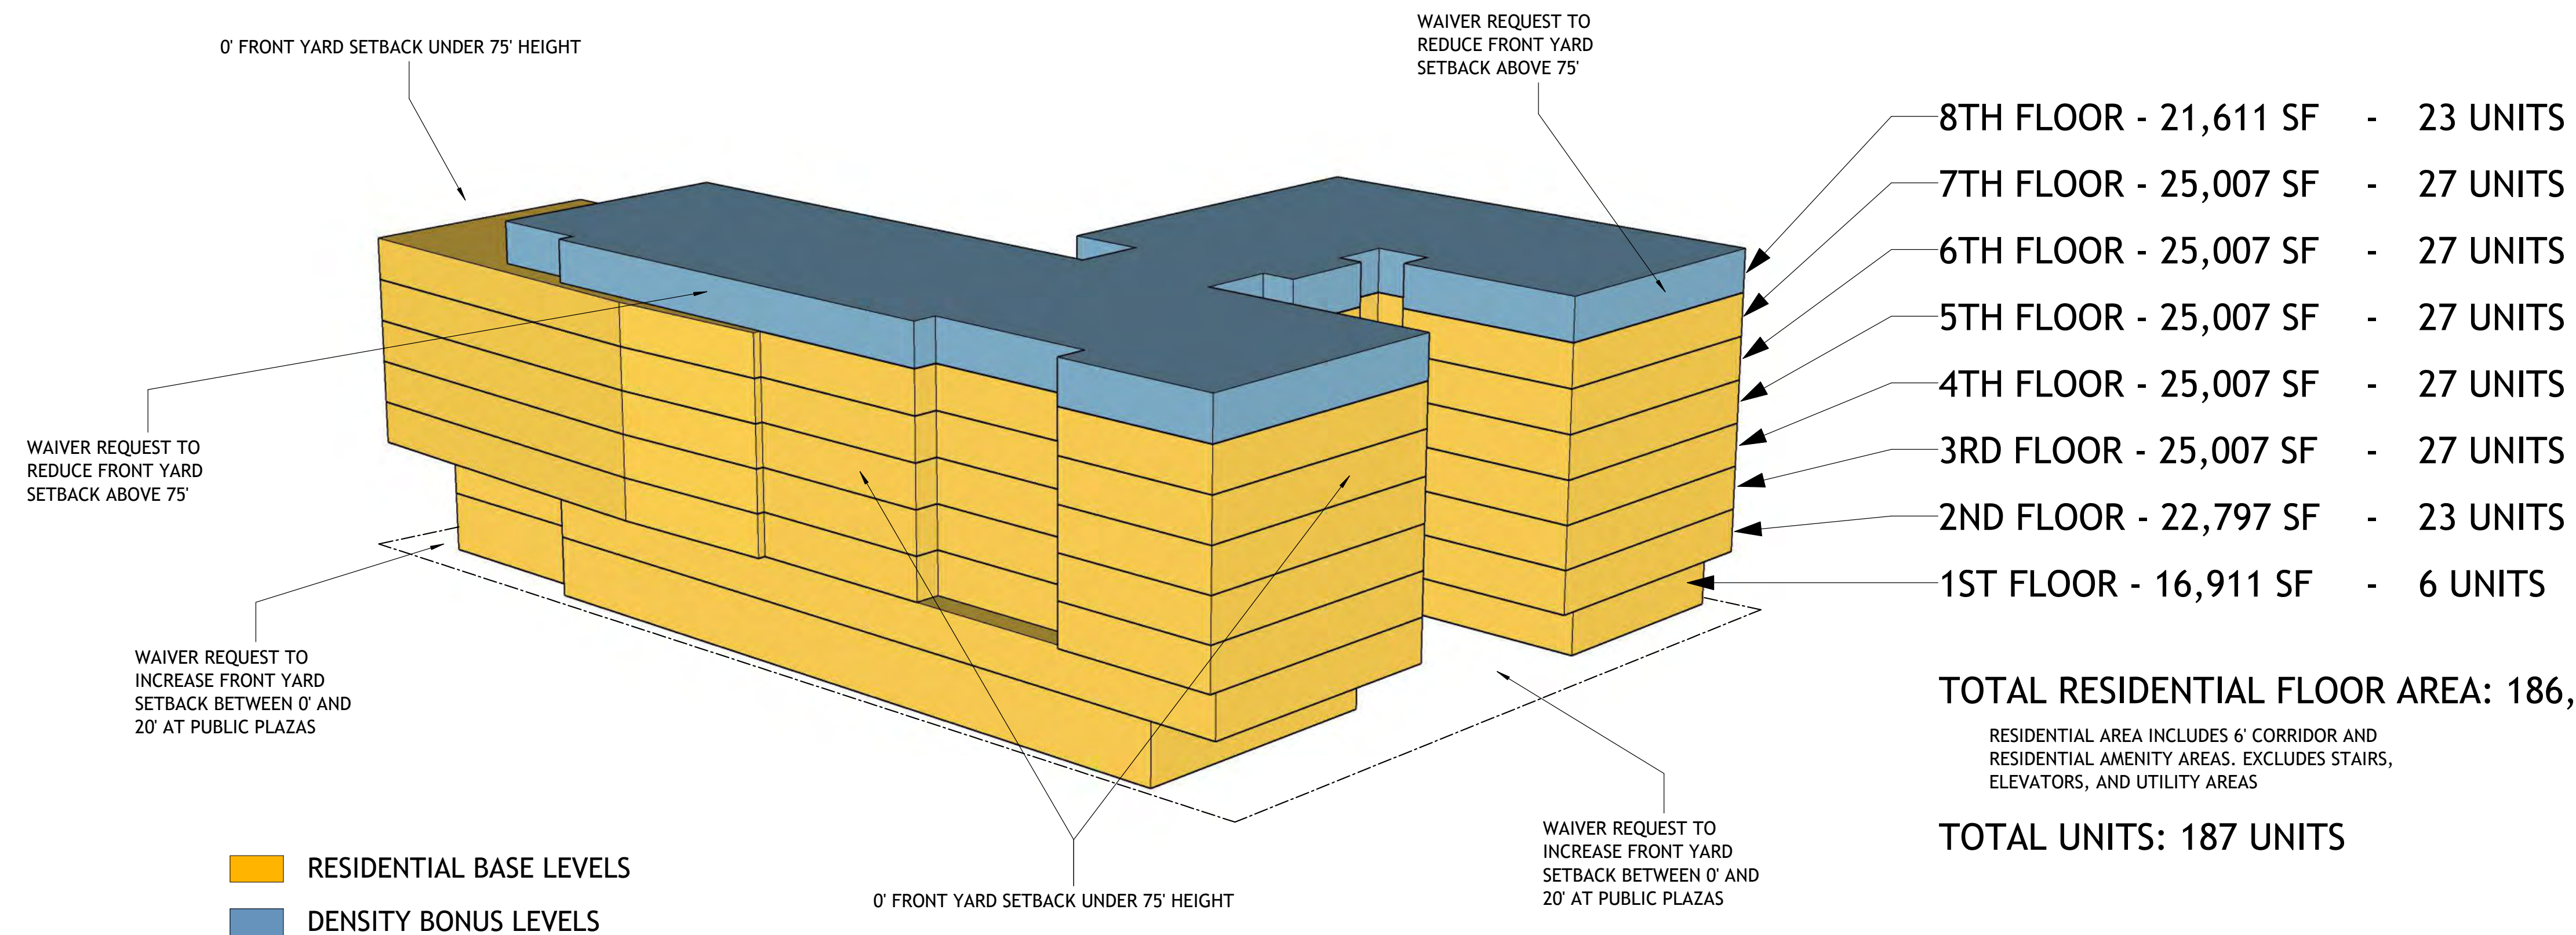 0' FRONT YARD SETBACK UNDER 75' HEIGHT
WAIVER REQUEST TO
REDUCE FRONT YARD
SETBACK ABOVE 75'
8TH FLOOR - 21,611 SF - 23 UNITS
7TH FLOOR - 25,007 SF - 27 UNITS
6TH FLOOR - 25,007 SF - 27 UNITS
5TH FLOOR - 25,007 SF - 27 UNITS
4TH FLOOR - 25,007 SF - 27 UNITS
3RD FLOOR - 25,007 SF - 27 UNITS
2ND FLOOR - 22,797 SF - 23 UNITS
1ST FLOOR - 16,911 SF - 6 UNITS
WAIVER REQUEST TO
REDUCE FRONT YARD
SETBACK ABOVE 75'
WAIVER REQUEST TO
INCREASE FRONT YARD
SETBACK BETWEEN 0' AND
20' AT PUBLIC PLAZAS
TOTAL RESIDENTIAL FLOOR AREA: 186,
RESIDENTIAL AREA INCLUDES 6' CORRIDOR AND
RESIDENTIAL AMENITY AREAS. EXCLUDES STAIRS,
ELEVATORS, AND UTILITY AREAS
TOTAL UNITS: 187 UNITS
WAIVER REQUEST TO
INCREASE FRONT YARD
SETBACK BETWEEN 0' AND
20' AT PUBLIC PLAZAS
0' FRONT YARD SETBACK UNDER 75' HEIGHT
RESIDENTIAL BASE LEVELS
DENSITY BONUS LEVELS